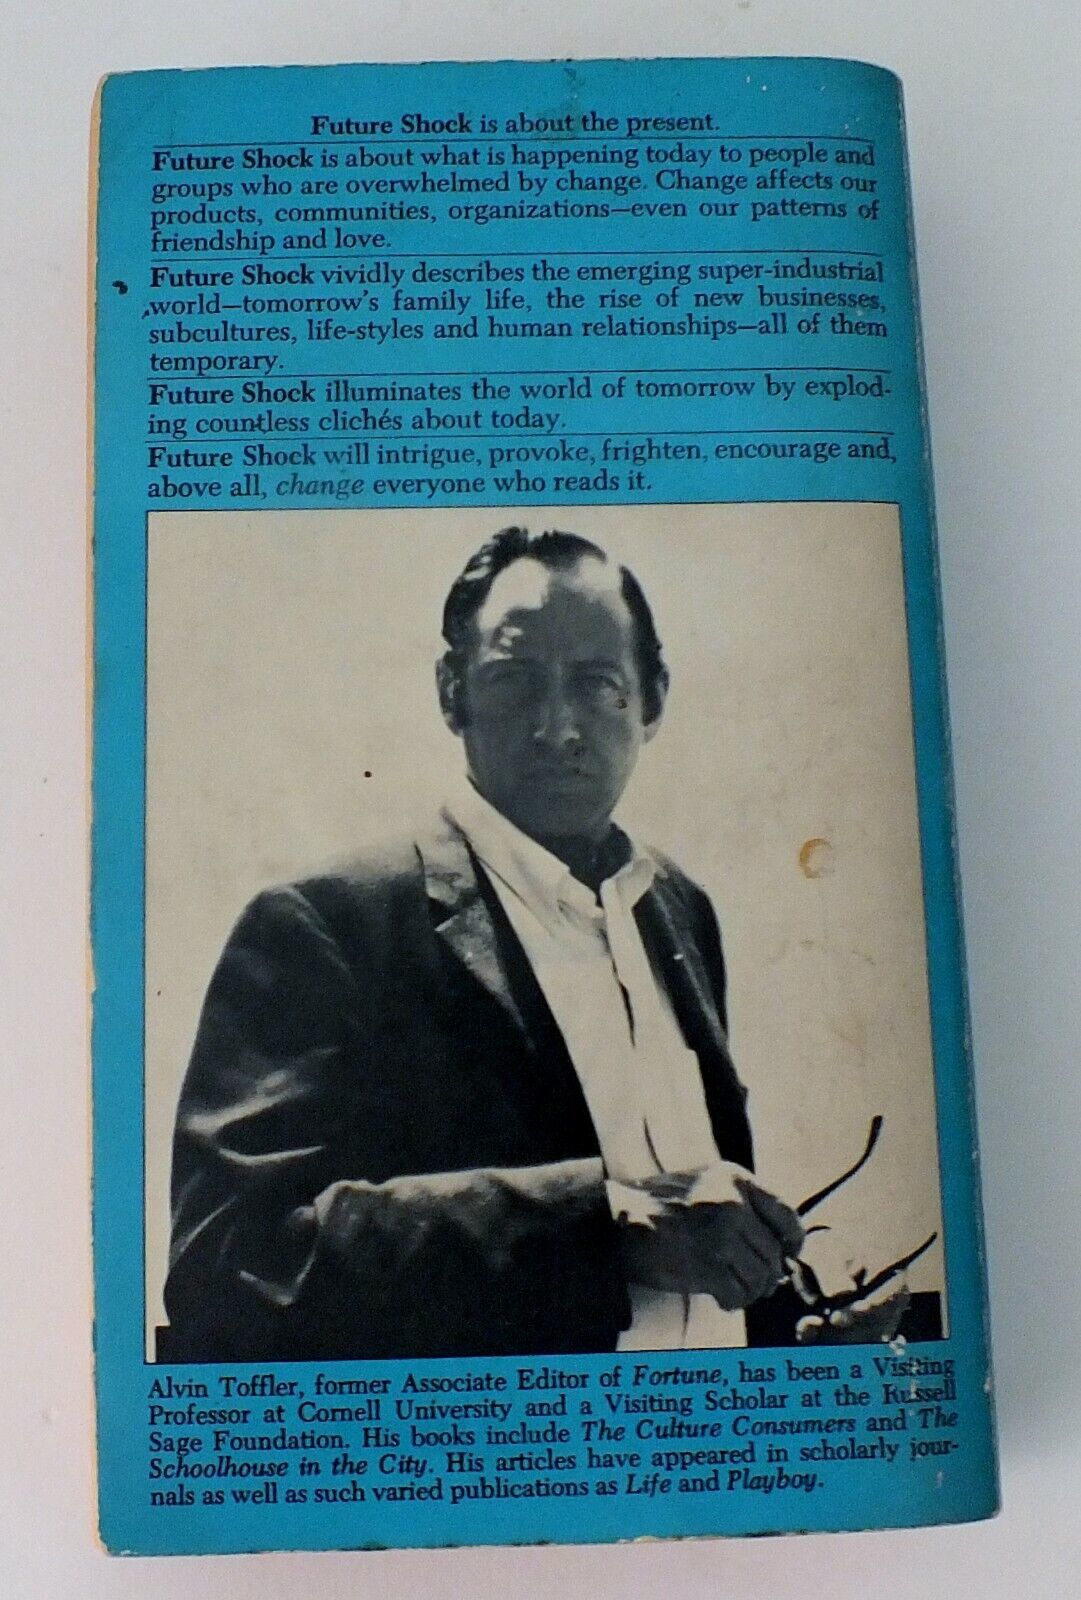 Future Shock is about the present.
Future Shock is about what is happening today to people and
groups who are overwhelmed by change. Change affects our
products, communities, organizations—even our patterns of
friendship and love.
Future Shock vividly describes the emerging super-industrial
world—tomorrow's family life, the rise of new businesses,
subcultures, life-styles and human relationships—all of them
temporary.
Future Shock illuminates the world of tomorrow by explod-
ing countless clichés about today.
Future Shock will intrigue, provoke, frighten, encourage and,
above all, change everyone who reads it.
Alvin Toffler, former Associate Editor of Fortune, has been a Visiting
Professor at Cornell University and a Visiting Scholar at the Russell
Sage Foundation. His books include The Culture Consumers and The
Schoolhouse in the City. His articles have appeared in scholarly jour-
nals as well as such varied publications as Life and Playboy.